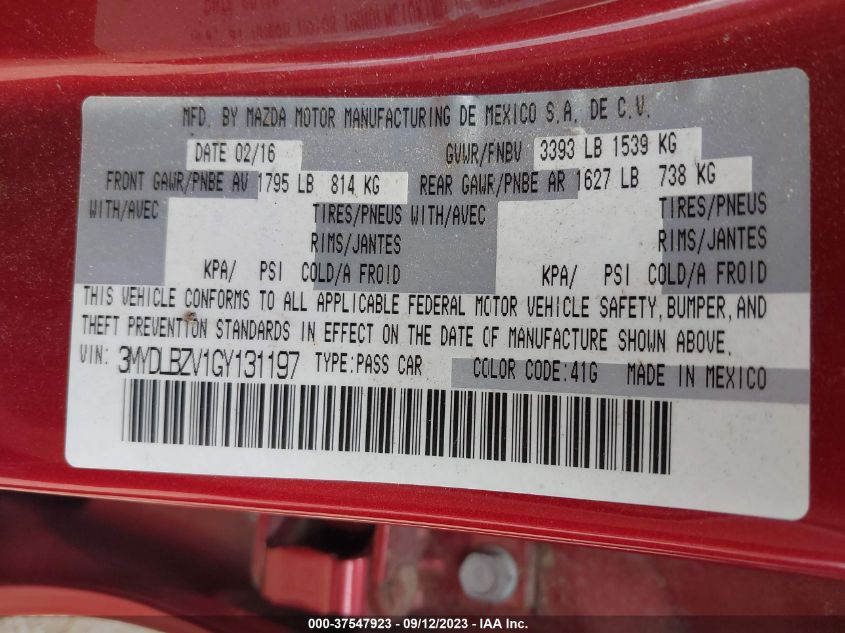 MFD. BY MAZDA MOTOR MANUFACTURING DE MEXICO S.A. DE C.V.
DATE 02/16 GVWR/FNBV 3393 LB 1539 KG
FRONT GAWR/PNBE AV 1795 LB 814 KG REAR GAWR/PNBE AR 1627 LB 738 KG
WITH/AVEC TIRES/PNEUS WITH/AVEC TIRES/PNEUS
RIMS/JANTES RIMS/JANTES
KPA/ PSI COLD/A FROID KPA/ PSI COLD/A FROID
THIS VEHICLE CONFORMS TO ALL APPLICABLE FEDERAL MOTOR VEHICLE SAFETY, BUMPER, AND
THEFT PREVENTION STANDARDS IN EFFECT ON THE DATE OF MANUFACTURE SHOWN ABOVE.
VIN: 3MYDLBZV1GY131197 TYPE:PASS CAR COLOR CODE:41G MADE IN MEXICO
000-37547923 - 09/12/2023 - IAAI.com